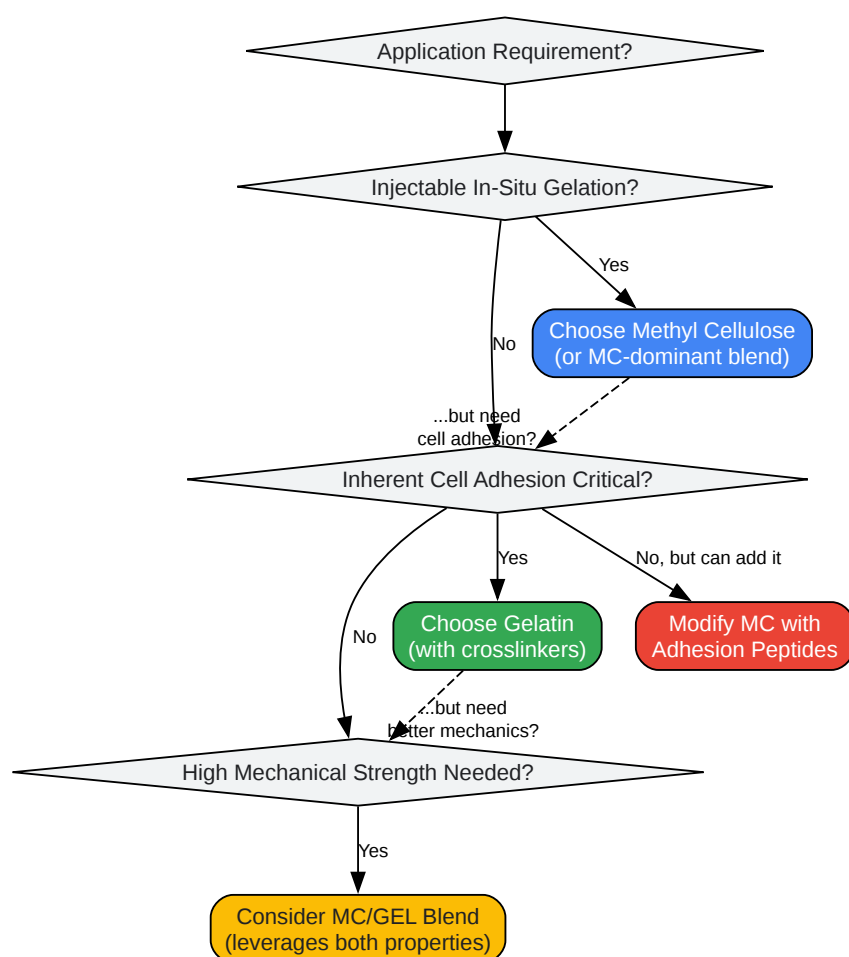 Application Requirement?
Injectable In-Situ Gelation?
Yes
Choose Methyl Cellulose
(or MC-dominant blend)
No
...but need
cell adhesion?
Inherent Cell Adhesion Critical?
No
Yes
No, but can add it
Choose Gelatin
(with crosslinkers)
Modify MC with
Adhesion Peptides
...but need
better mechanics?
High Mechanical Strength Needed?
Yes
Consider MC/GEL Blend
(leverages both properties)